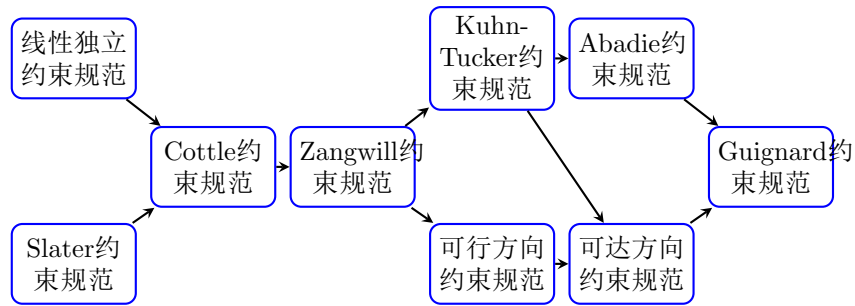 线性独立
约束规范
Slater约
束规范
Cottle约
束规范
Zangwill约
束规范
Kuhn-
Tucker约
束规范
可行方向
约束规范
Abadie约
束规范
可达方向
约束规范
Guignard约
束规范